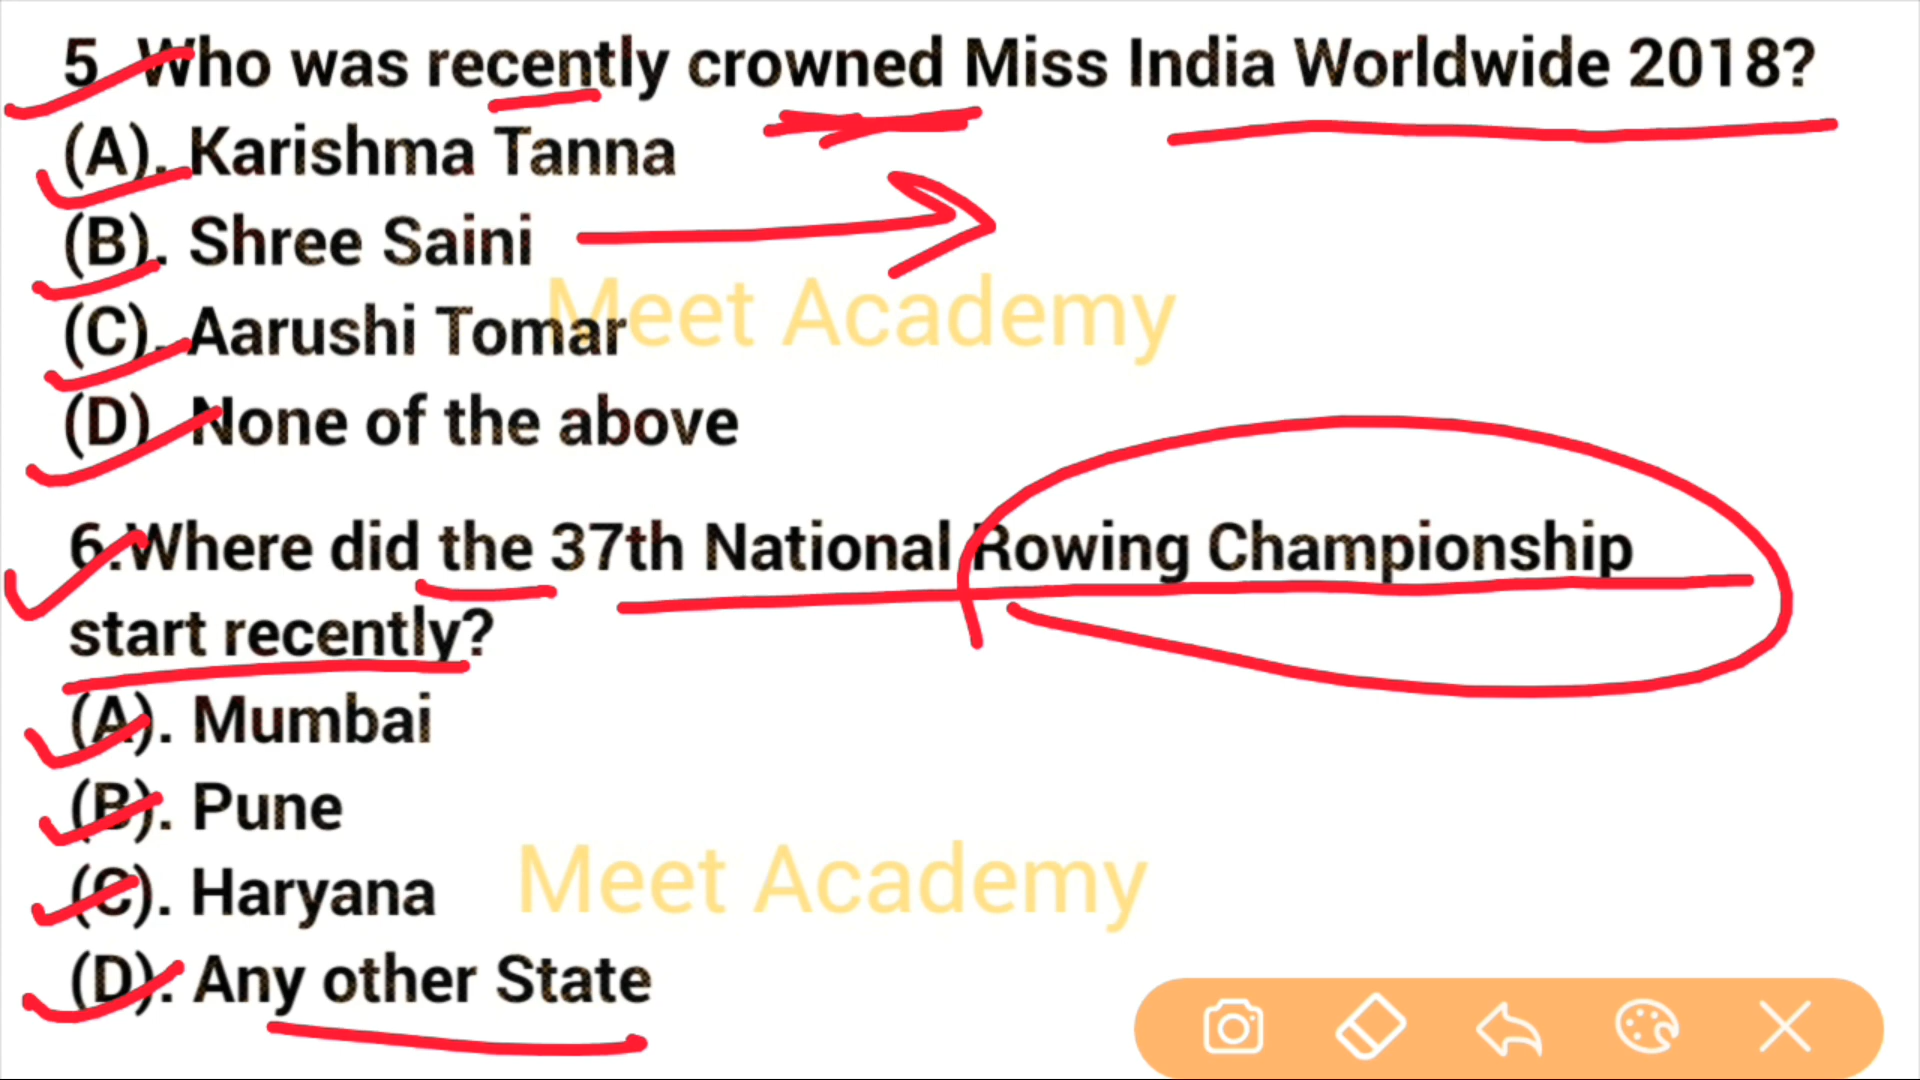 5. Who was recently crowned Miss India Worldwide 2018?
(A). Karishma Tanna
(B). Shree Saini
Meet Academy
(C). Aarushi Tomar
(D). None of the above
6.Where did the 37th National Rowing Championship
start recently?
(A). Mumbai
(B). Pune
(C). Haryana
Meet Academy
(D). Any other State